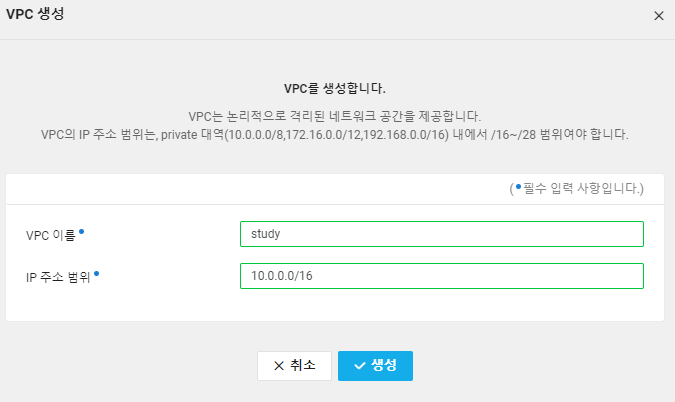 VPC 생성
VPC를 생성합니다.
VPC는 논리적으로 격리된 네트워크 공간을 제공합니다.
VPC의 IP 주소 범위는, private 대역(10.0.0.0/8,172.16.0.0/12,192.168.0.0/16) 내에서 /16~/28 범위여야 합니다.
(•필수 입력 사항입니다.)
VPC 이름• study
IP 주소 범위• 10.0.0.0/16
취소 생성